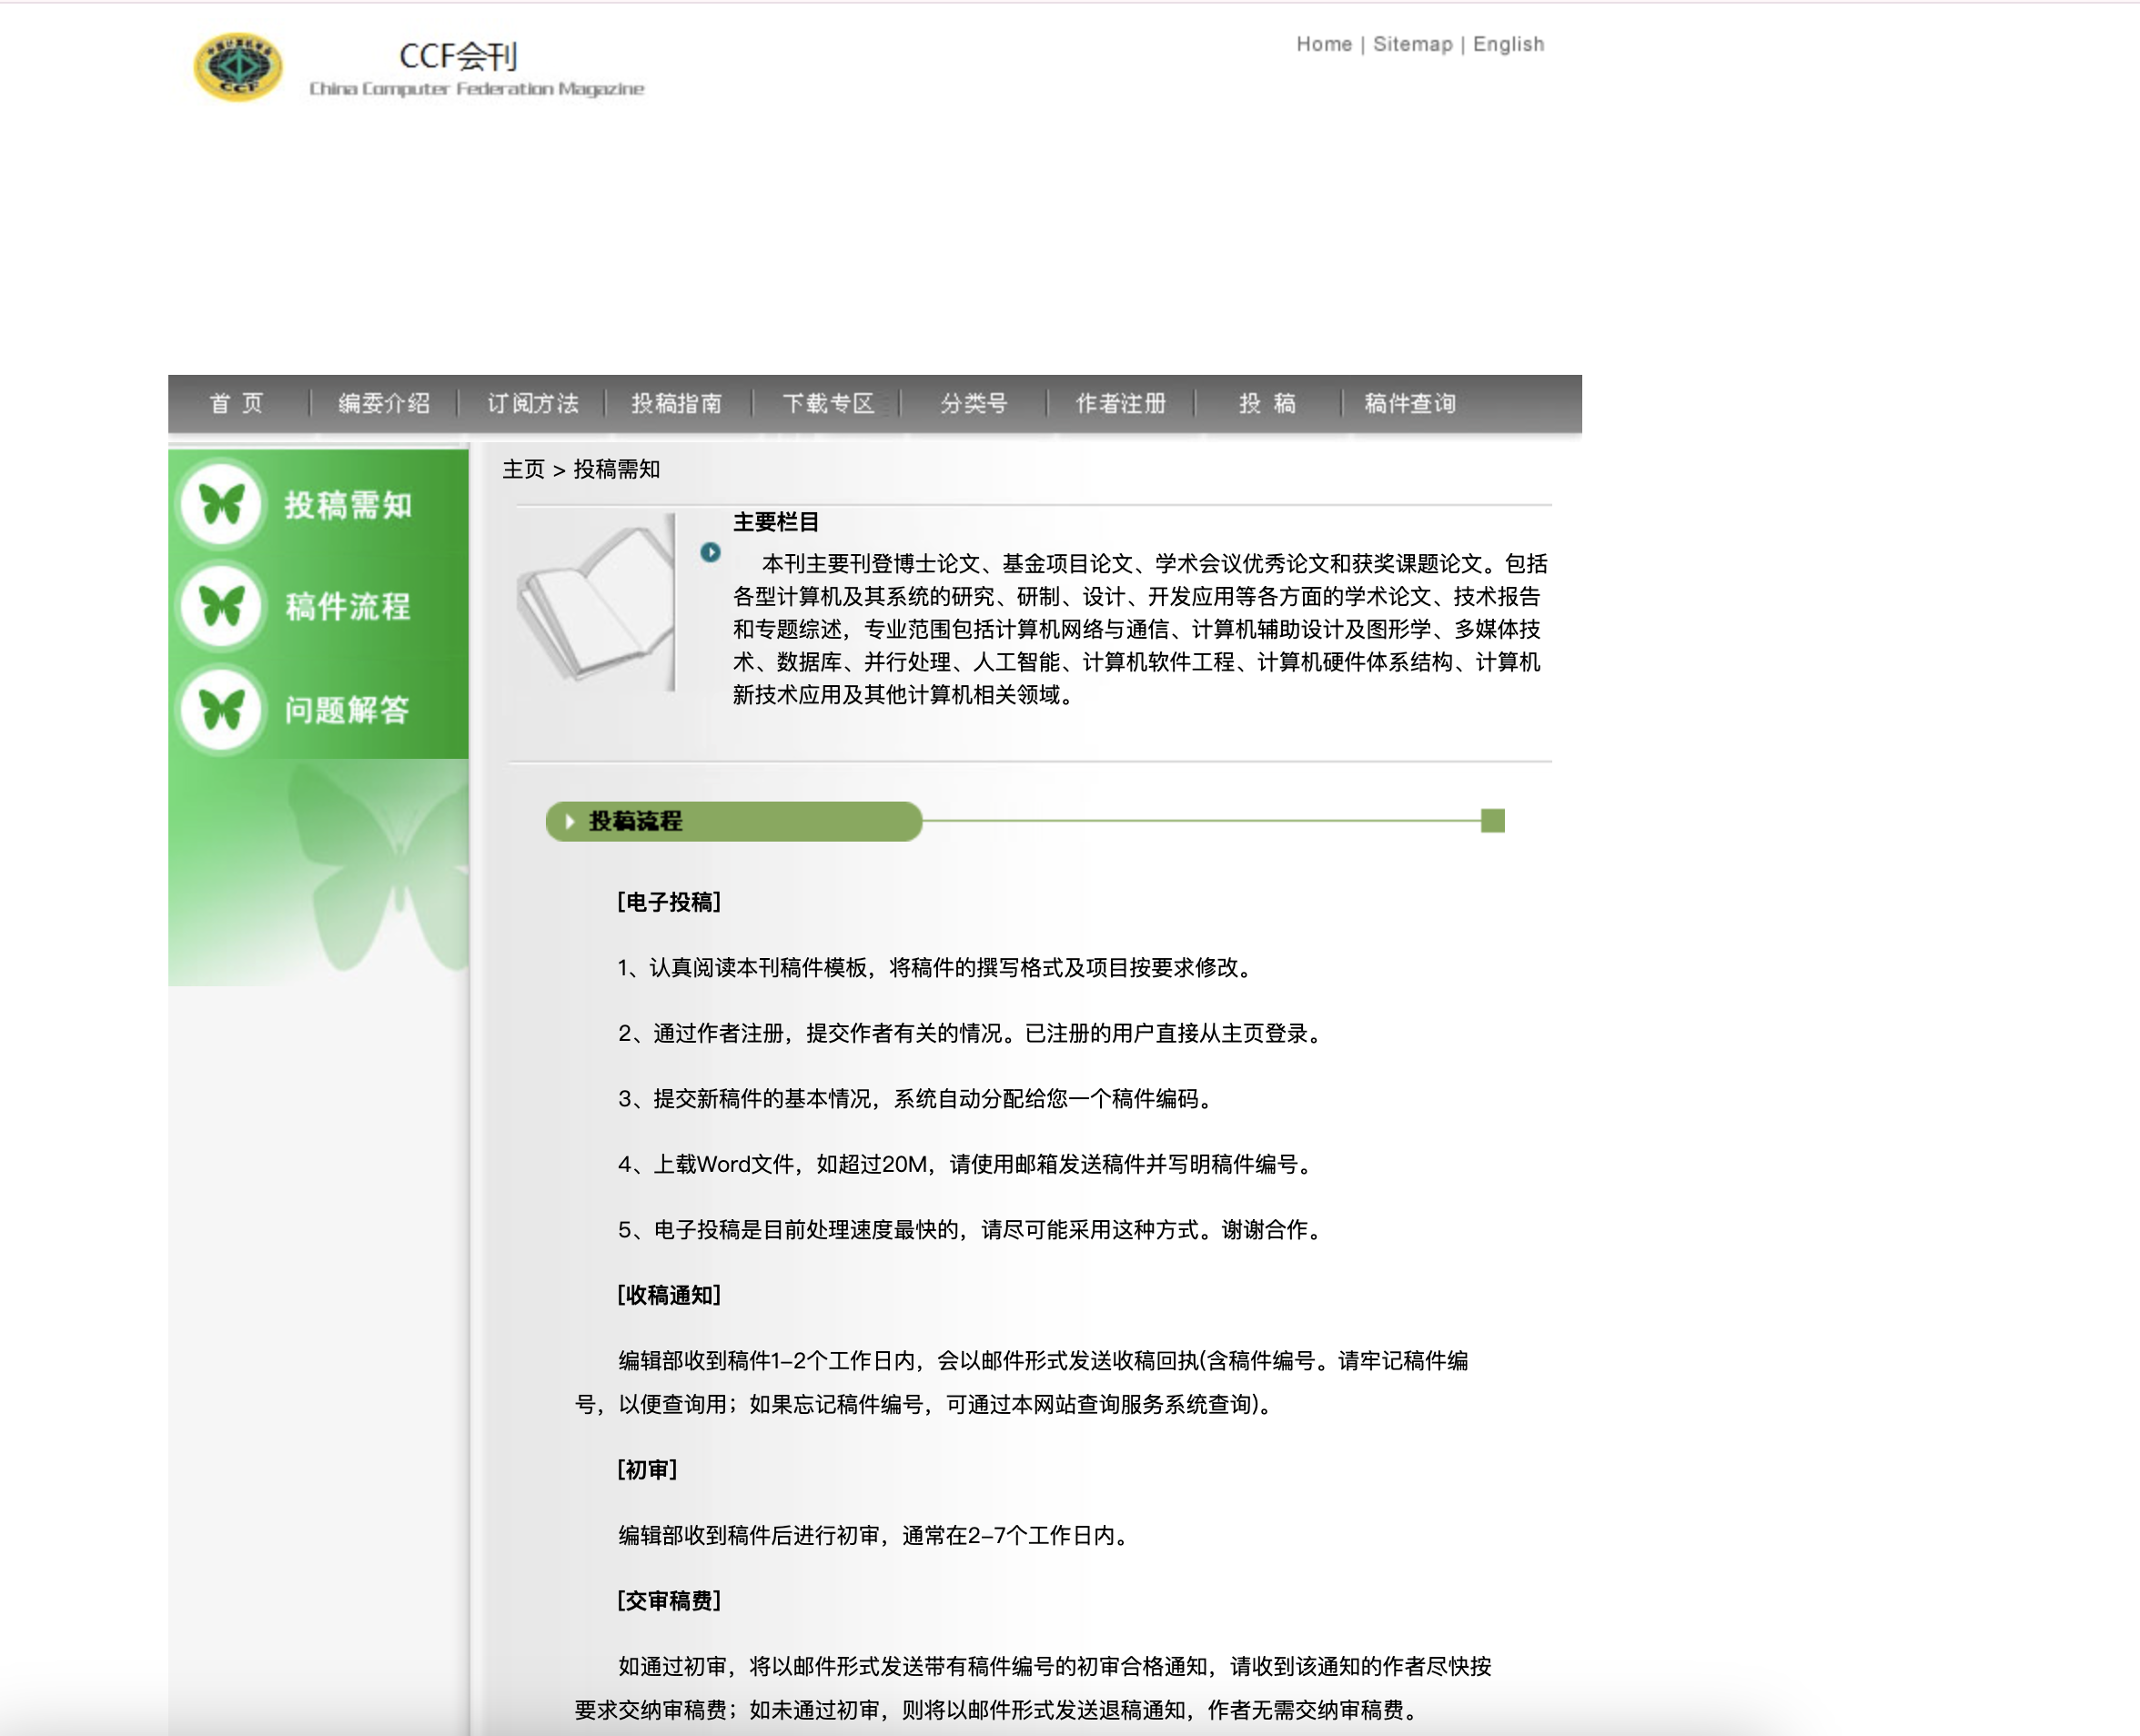 CCF会刊
China Computer Federation Magazine
Home | Sitemap | English
首 页 编委介绍 订阅方法 投稿指南 下载专区 分类号 作者注册 投 稿 稿件查询
投稿需知
稿件流程
问题解答
主页 > 投稿需知
主要栏目
本刊主要刊登博士论文、基金项目论文、学术会议优秀论文和获奖课题论文。包括
各型计算机及其系统的研究、研制、设计、开发应用等各方面的学术论文、技术报告
和专题综述，专业范围包括计算机网络与通信、计算机辅助设计及图形学、多媒体技
术、数据库、并行处理、人工智能、计算机软件工程、计算机硬件体系结构、计算机
新技术应用及其他计算机相关领域。
投稿流程
[电子投稿]
1、认真阅读本刊稿件模板，将稿件的撰写格式及项目按要求修改。
2、通过作者注册，提交作者有关的情况。已注册的用户直接从主页登录。
3、提交新稿件的基本情况，系统自动分配给您一个稿件编码。
4、上载Word文件，如超过20M，请使用邮箱发送稿件并写明稿件编号。
5、电子投稿是目前处理速度最快的，请尽可能采用这种方式。谢谢合作。
[收稿通知]
编辑部收到稿件1-2个工作日内，会以邮件形式发送收稿回执(含稿件编号。请牢记稿件编
号，以便查询用；如果忘记稿件编号，可通过本网站查询服务系统查询)。
[初审]
编辑部收到稿件后进行初审，通常在2-7个工作日内。
[交审稿费]
如通过初审，将以邮件形式发送带有稿件编号的初审合格通知，请收到该通知的作者尽快按
要求交纳审稿费；如未通过初审，则将以邮件形式发送退稿通知，作者无需交纳审稿费。